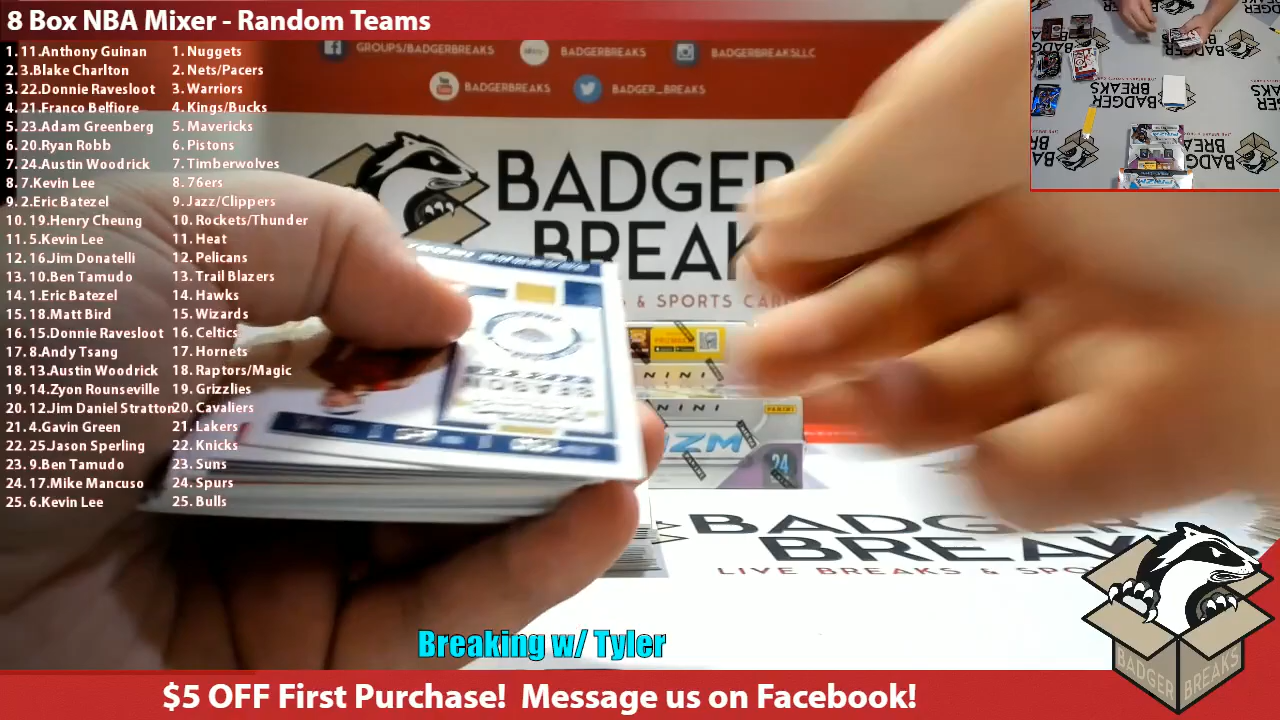 8 Box NBA Mixer - Random Teams
1. 11.Anthony Guinan 1. Nuggets
2. 3.Blake Charlton 2. Nets/Pacers
3. 22.Donnie Ravesloot 3. Warriors
4. 21.Franco Belfiore 4. Kings/Bucks
5. 23.Adam Greenberg 5. Mavericks
6. 20.Ryan Robb 6. Pistons
7. 24.Austin Woodrick 7. Timberwolves
8. 7.Kevin Lee 8. 76ers
9. 2.Eric Batezel 9. Jazz/Clippers
10. 19.Henry Cheung 10. Rockets/Thunder
11. 5.Kevin Lee 11. Heat
12. 16.Jim Donatelli 12. Pelicans
13. 10.Ben Tamudo 13. Trail Blazers
14. 1.Eric Batezel 14. Hawks
15. 18.Matt Bird 15. Wizards
16. 15.Donnie Ravesloot 16. Celtics
17. 8.Andy Tsang 17. Hornets
18. 13.Austin Woodrick 18. Raptors/Magic
19. 14.Zyon Rounseville 19. Grizzlies
20. 12.Jim Daniel Stratton 20. Cavaliers
21. 4.Gavin Green 21. Lakers
22. 25.Jason Sperling 22. Knicks
23. 9.Ben Tamudo 23. Suns
24. 17.Mike Mancuso 24. Spurs
25. 6.Kevin Lee 25. Bulls
GROUPS/BADGERBREAKS
BADGERBREAKS
BADGERBREAKSLLC
BADGERBREAKS
BADGER_BREAKS
BADGER
BREAK
& SPORTS CAR
PANINI
24
BADGER
BREAKS
LIVE BREAKS & SPO
BADGER
BREAKS
BADGER BREAKS
Breaking w/ Tyler
$5 OFF First Purchase! Message us on Facebook!